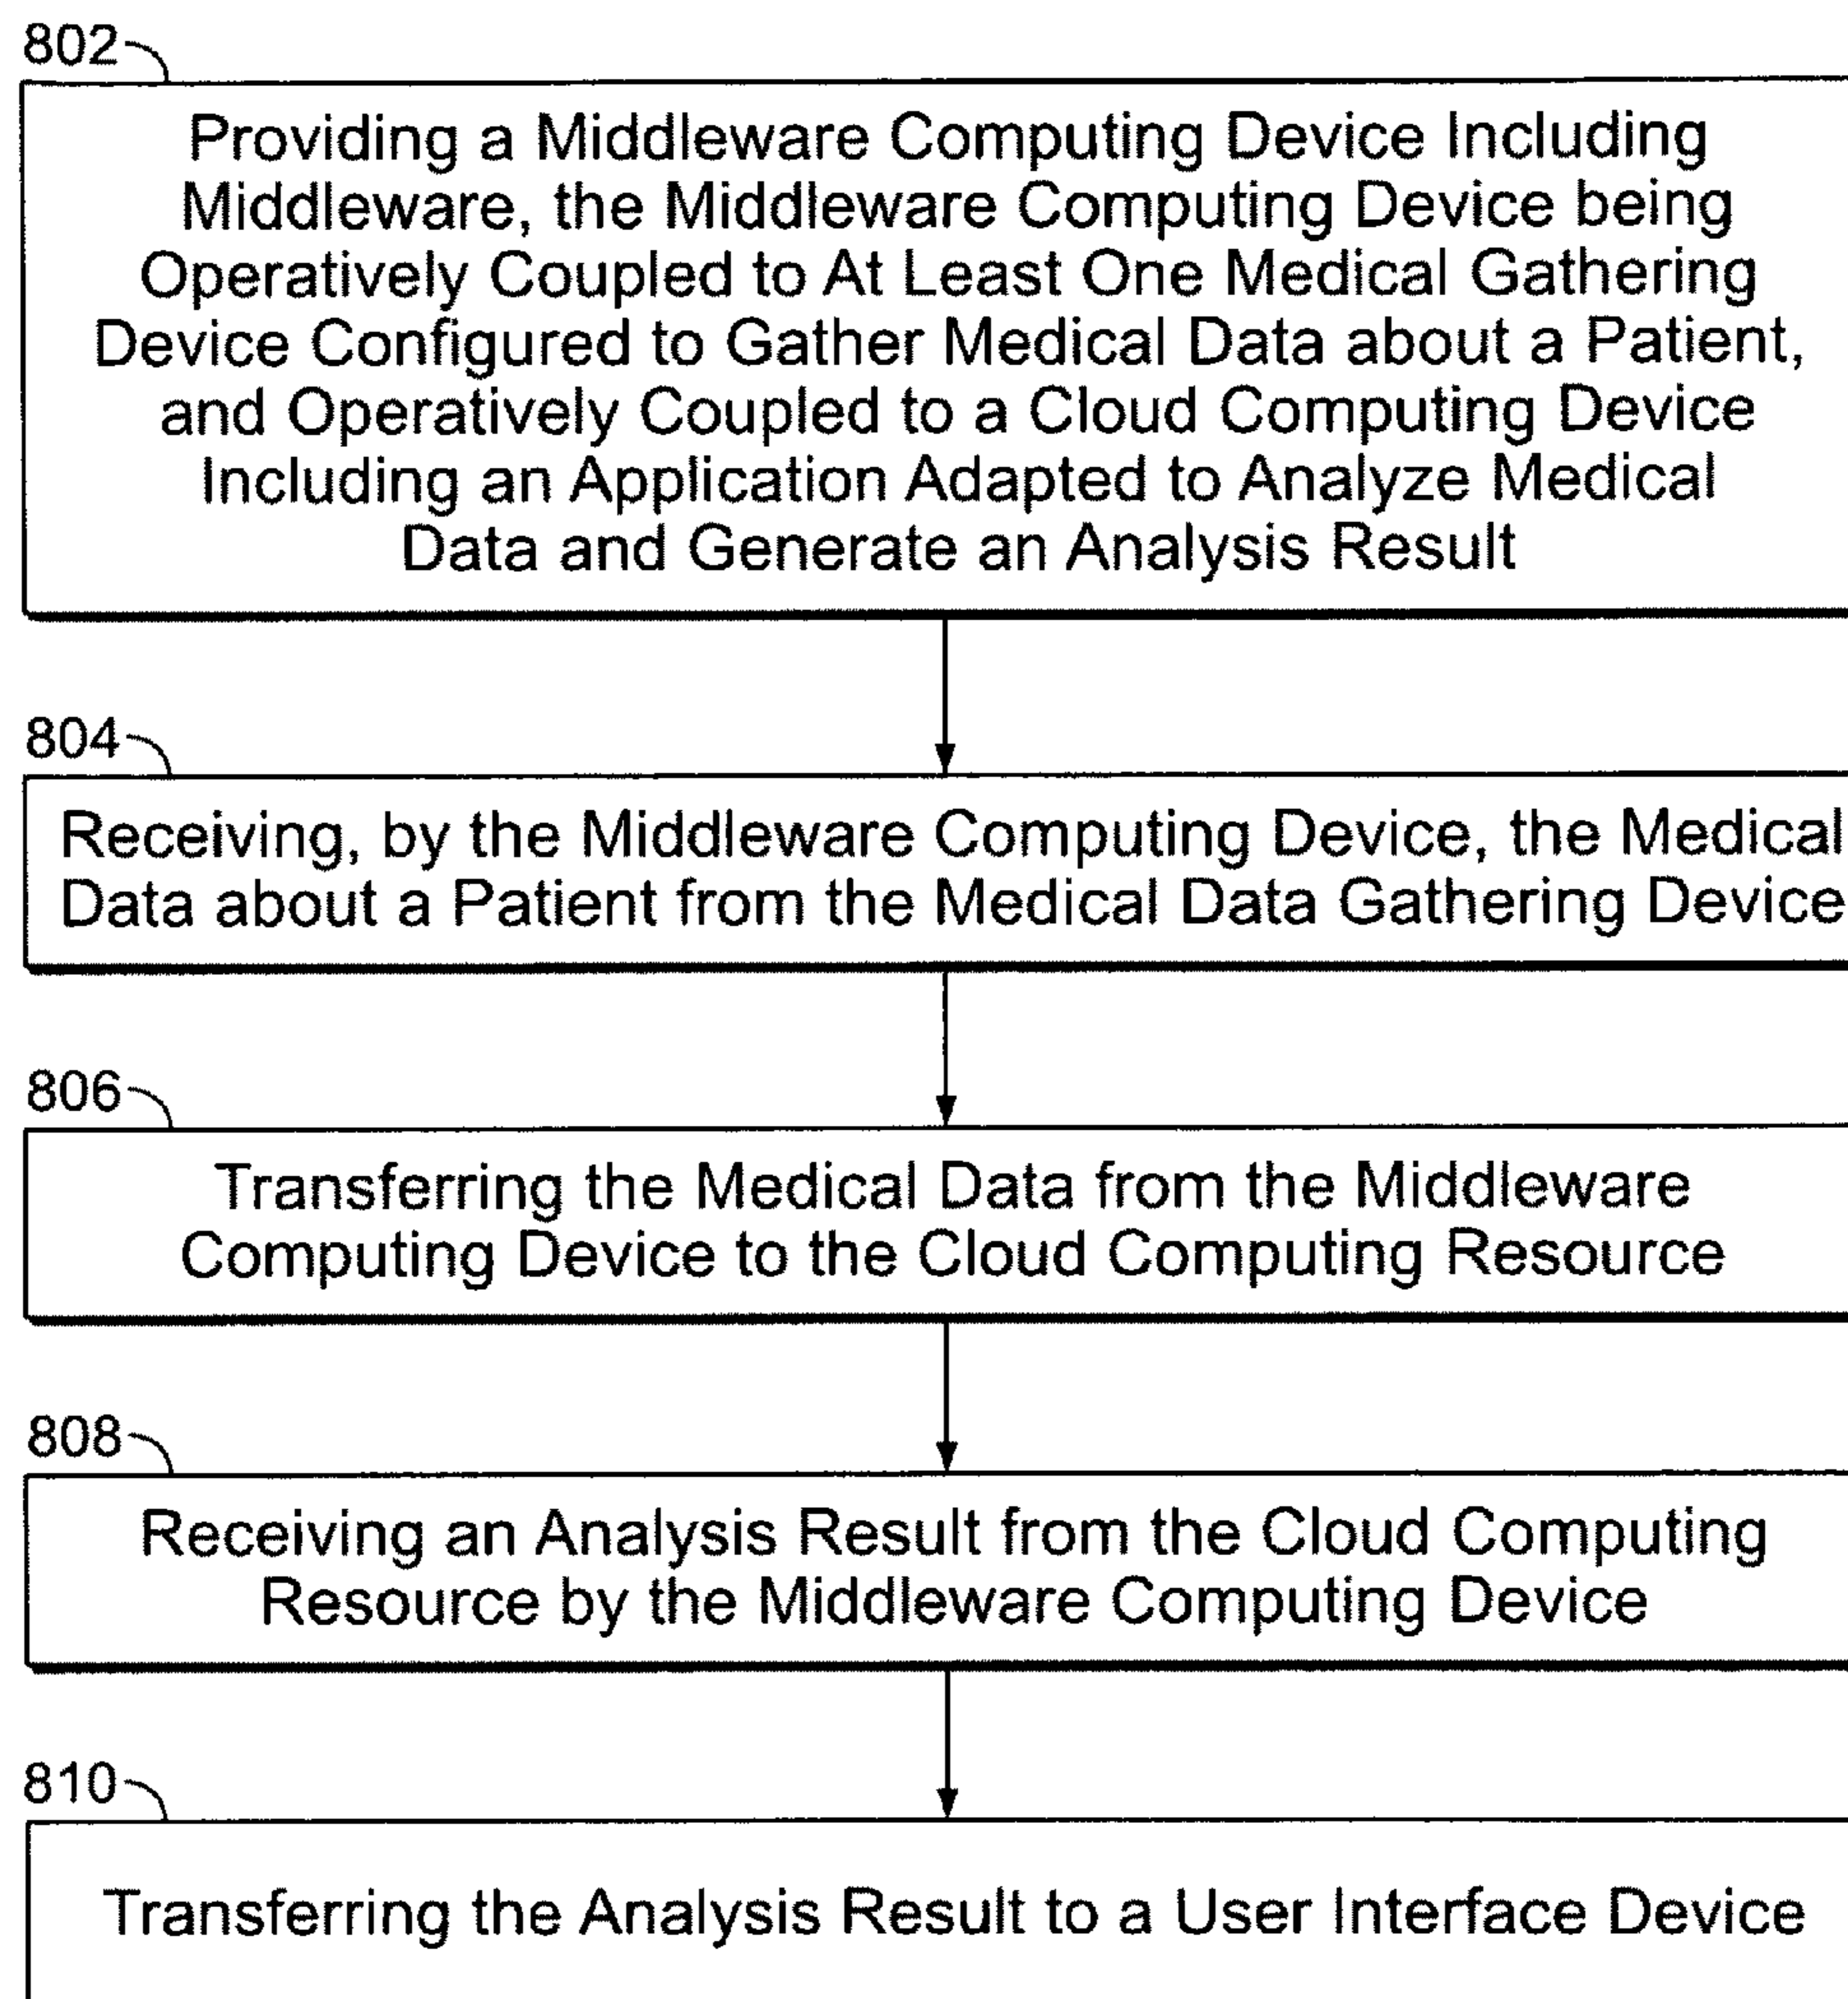 802
Providing a Middleware Computing Device Including
Middleware, the Middleware Computing Device being
Operatively Coupled to At Least One Medical Gathering
Device Configured to Gather Medical Data about a Patient,
and Operatively Coupled to a Cloud Computing Device
Including an Application Adapted to Analyze Medical
Data and Generate an Analysis Result
804
Receiving, by the Middleware Computing Device, the Medical
Data about a Patient from the Medical Data Gathering Device
806
Transferring the Medical Data from the Middleware
Computing Device to the Cloud Computing Resource
808
Receiving an Analysis Result from the Cloud Computing
Resource by the Middleware Computing Device
810
Transferring the Analysis Result to a User Interface Device